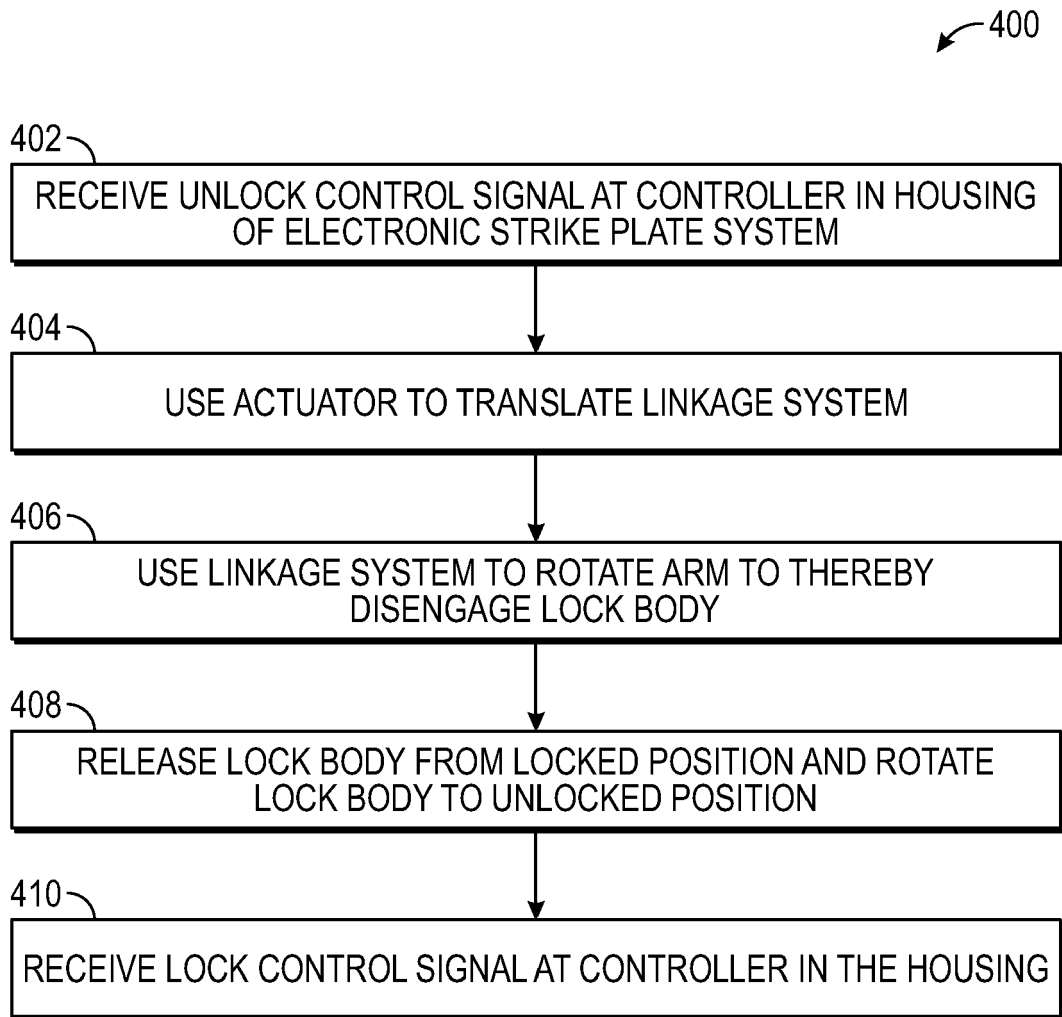 400
402
RECEIVE UNLOCK CONTROL SIGNAL AT CONTROLLER IN HOUSING
OF ELECTRONIC STRIKE PLATE SYSTEM
404
USE ACTUATOR TO TRANSLATE LINKAGE SYSTEM
406
USE LINKAGE SYSTEM TO ROTATE ARM TO THEREBY
DISENGAGE LOCK BODY
408
RELEASE LOCK BODY FROM LOCKED POSITION AND ROTATE
LOCK BODY TO UNLOCKED POSITION
410
RECEIVE LOCK CONTROL SIGNAL AT CONTROLLER IN THE HOUSING